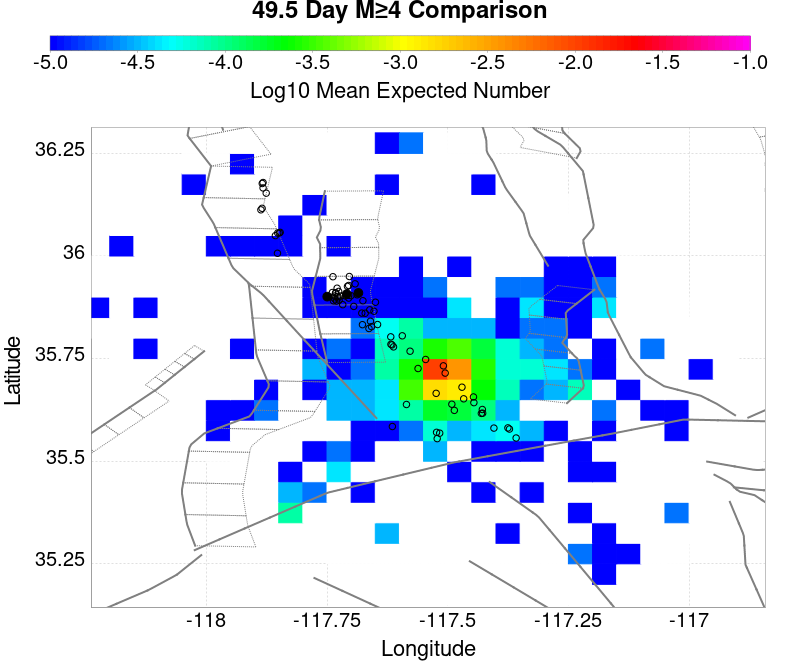 49.5 Day M≥4 Comparison
-5.0 -4.5 -4.0 -3.5 -3.0 -2.5 -2.0 -1.5 -1.0
Log10 Mean Expected Number
36.25
36
35.75
35.5
35.25
Latitude
-118 -117.75 -117.5 -117.25 -117
Longitude